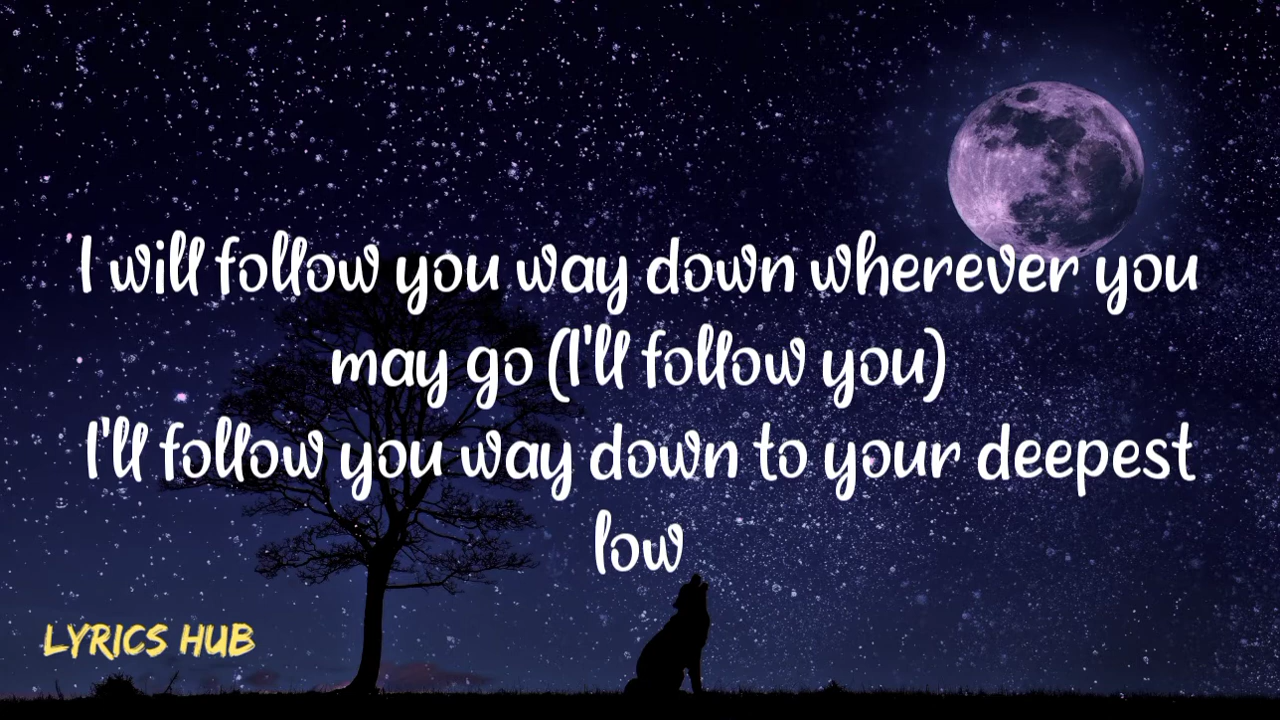 I will follow you way down wherever you
may go (I'll follow you)
I'll follow you way down to your deepest
low
LYRICS HUB